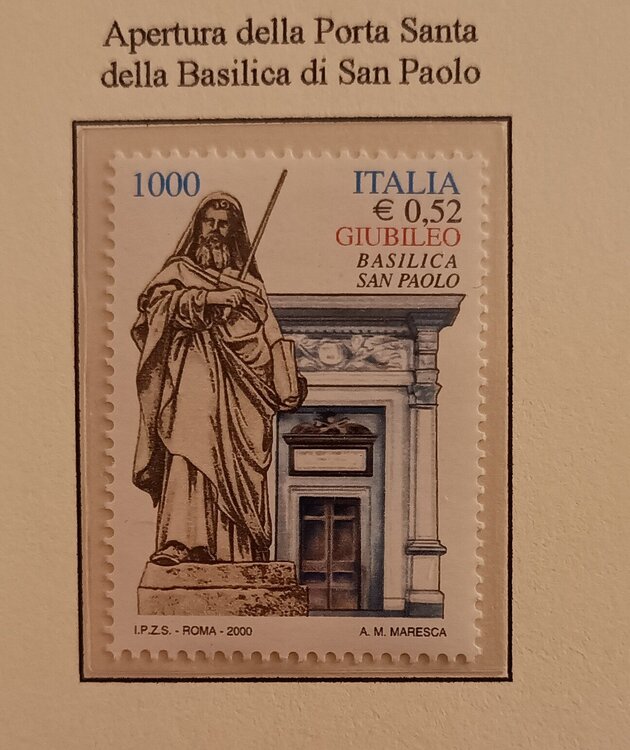 Apertura della Porta Santa
della Basilica di San Paolo
1000
ITALIA
€ 0,52
GIUBILEO
BASILICA
SAN PAOLO
I.P.Z.S. - ROMA - 2000
A. M. MARESCA